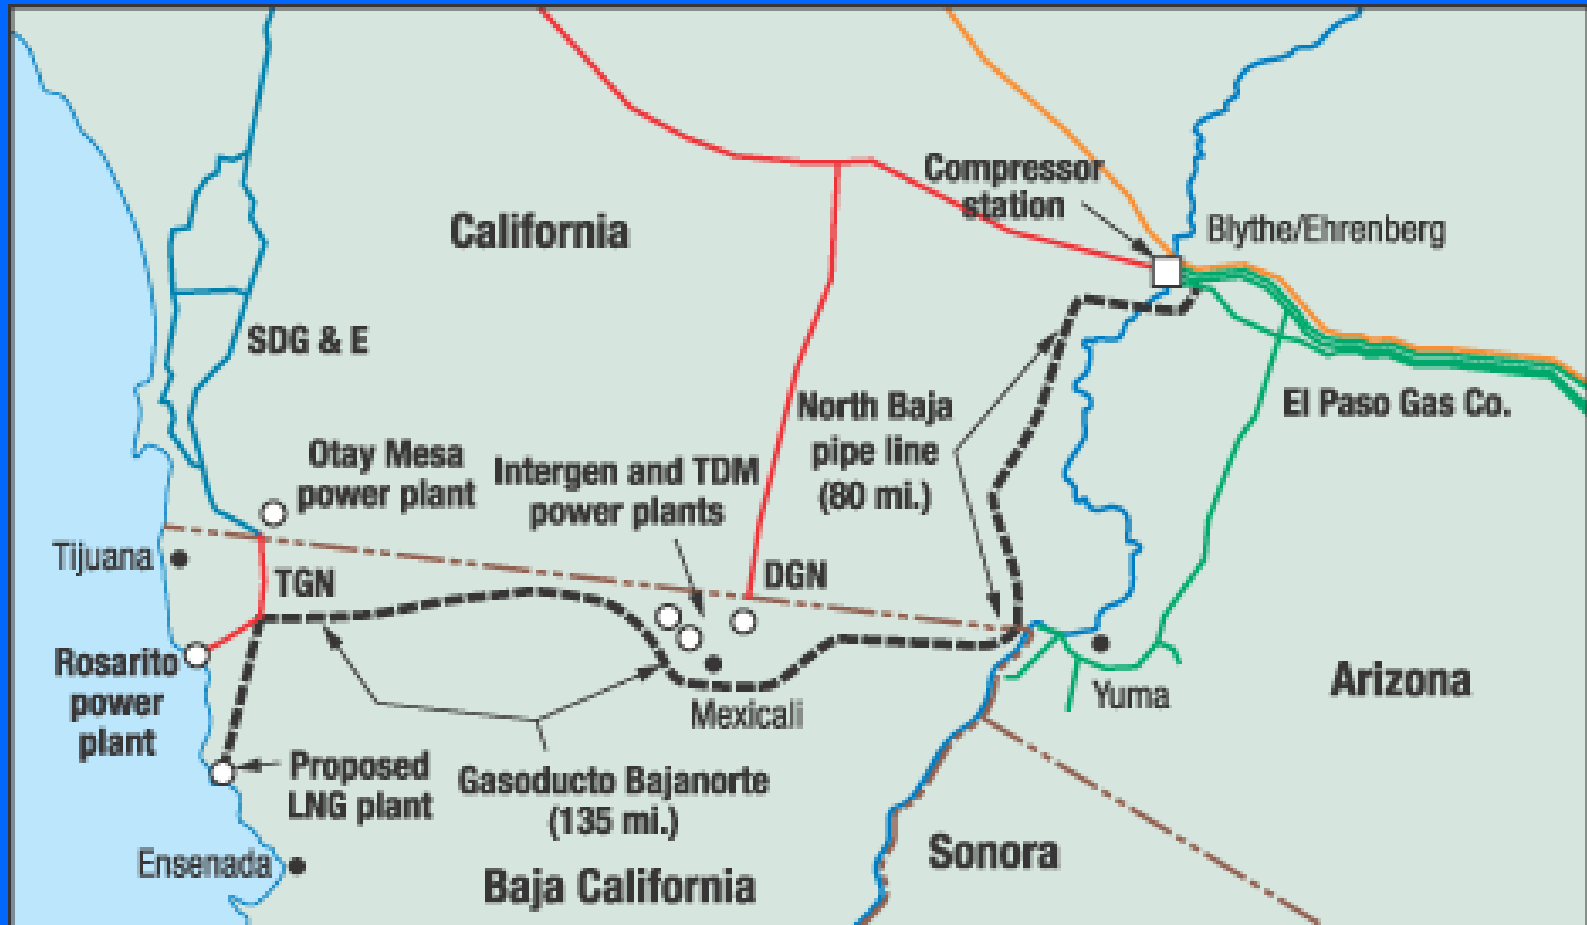 Compressor
station
Blythe/Ehrenberg
California
SDG & E
El Paso Gas Co.
North Baja
pipe line
(80 mi.)
Otay Mesa
power plant
Intergen and TDM
power plants
Tijuana
TGN
DGN
Rosarito
power
plant
Mexicali
Yuma
Arizona
Proposed
LNG plant
Gasoducto Bajanorte
(135 mi.)
Ensenada
Baja California
Sonora